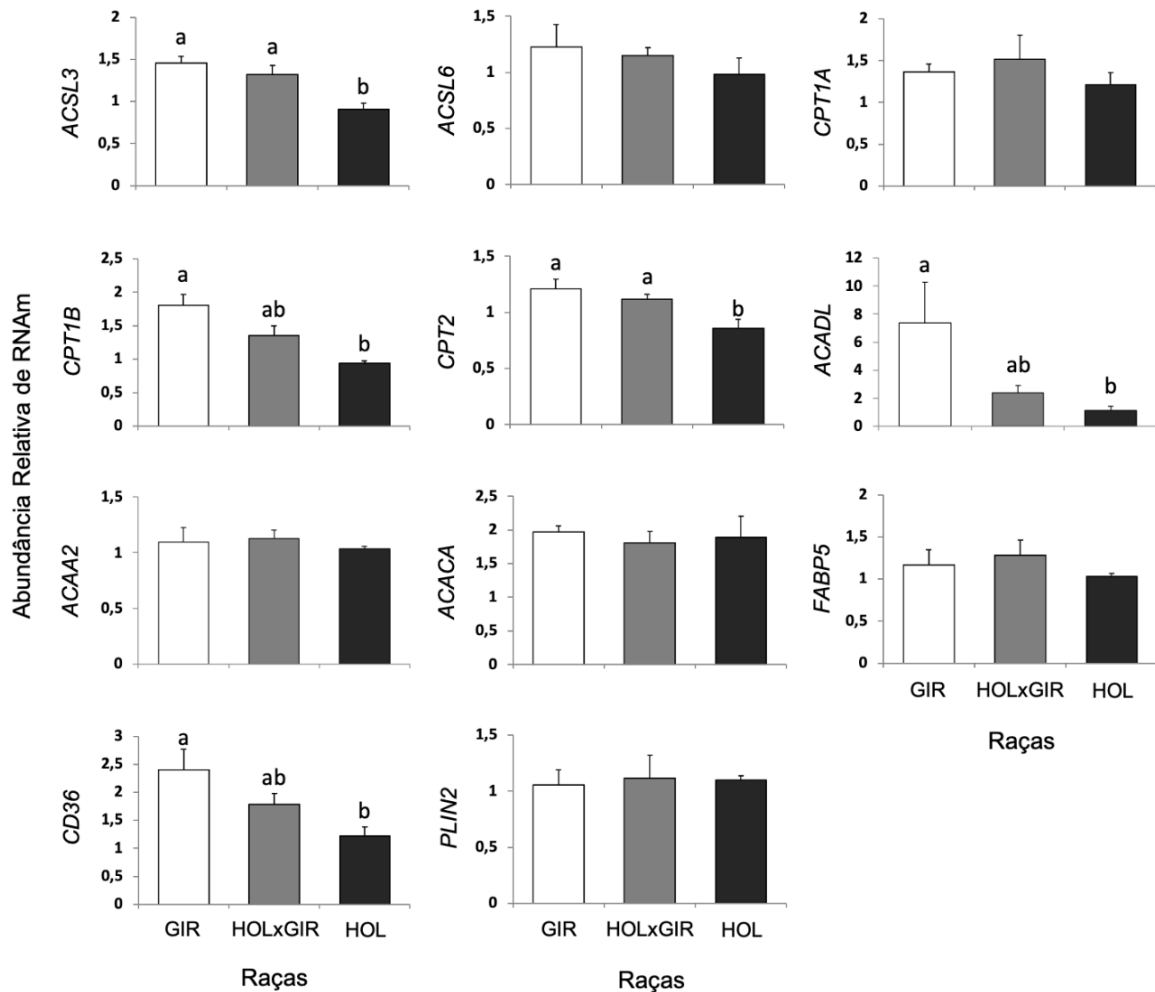 Abundância Relativa de RNAm
ACSL3
2
1,5
1
0,5
0
a
a
b
ACSL6
1,5
1
0,5
0
CPT1A
2
1,5
1
0,5
0
CPT1B
2,5
2
1,5
1
0,5
0
a
ab
b
CPT2
1,5
1
0,5
0
a
a
b
ACADL
12
10
8
6
4
2
0
a
ab
b
ACAA2
1,5
1
0,5
0
ACACA
2,5
2
1,5
1
0,5
0
FABP5
2
1,5
1
0,5
0
GIR HOLxGIR HOL
Raças
CD36
3
2,5
2
1,5
1
0,5
0
a
ab
b
GIR HOLxGIR HOL
Raças
PLIN2
1,5
1
0,5
0
GIR HOLxGIR HOL
Raças